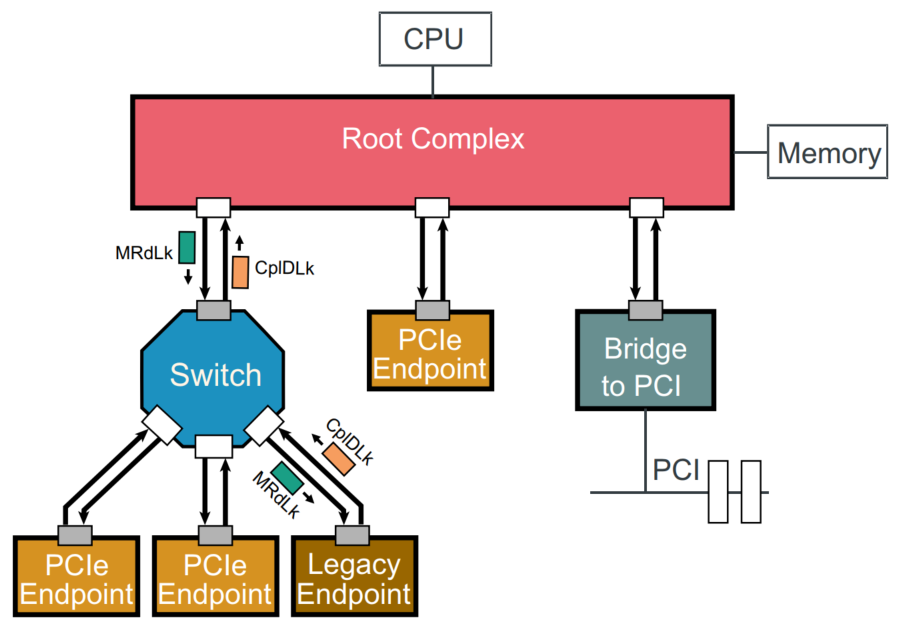 CPU
Root Complex
Memory
MRdLk
CplDLk
PCIe
Endpoint
Bridge
to PCI
Switch
CplDLk
MRdLk
PCI
PCIe
Endpoint
PCIe
Endpoint
Legacy
Endpoint